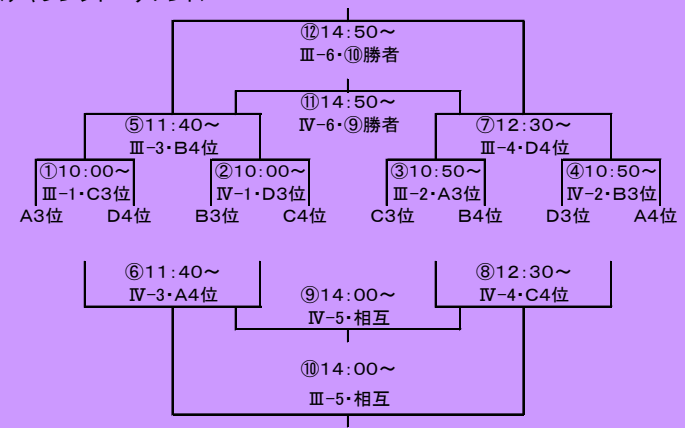 ⑫14:50～
Ⅲ-6・⑩勝者
⑪14:50～
Ⅳ-6・⑨勝者
⑤11:40～
Ⅲ-3・B4位
⑦12:30～
Ⅲ-4・D4位
①10:00～
Ⅲ-1・C3位
②10:00～
Ⅳ-1・D3位
③10:50～
Ⅲ-2・A3位
④10:50～
Ⅳ-2・B3位
A3位 D4位 B3位 C4位 C3位 B4位 D3位 A4位
⑥11:40～
Ⅳ-3・A4位
⑧12:30～
Ⅳ-4・C4位
⑨14:00～
Ⅳ-5・相互
⑩14:00～
Ⅲ-5・相互